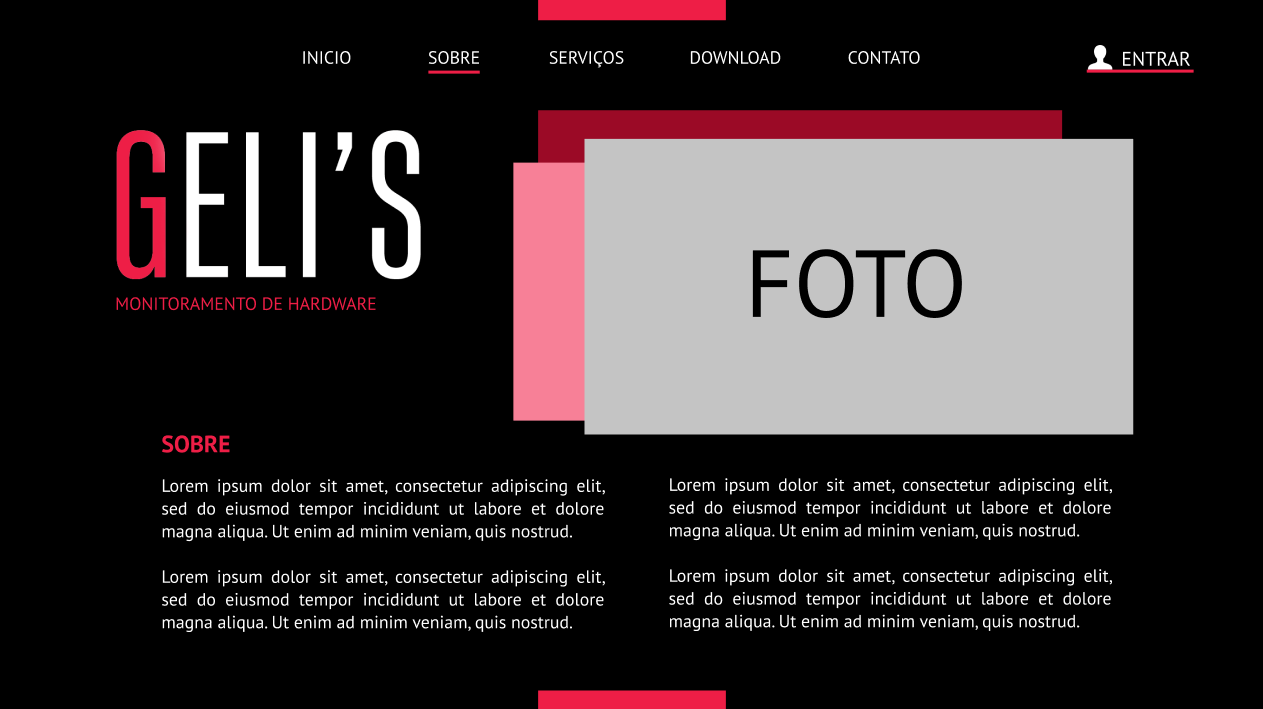 INICIO
SOBRE
SERVIÇOS
DOWNLOAD
CONTATO
ENTRAR
GELI’S
MONITORAMENTO DE HARDWARE
FOTO
SOBRE
Lorem ipsum dolor sit amet, consectetur adipiscing elit,
sed do eiusmod tempor incididunt ut labore et dolore
magna aliqua. Ut enim ad minim veniam, quis nostrud.
Lorem ipsum dolor sit amet, consectetur adipiscing elit,
sed do eiusmod tempor incididunt ut labore et dolore
magna aliqua. Ut enim ad minim veniam, quis nostrud.
Lorem ipsum dolor sit amet, consectetur adipiscing elit,
sed do eiusmod tempor incididunt ut labore et dolore
magna aliqua. Ut enim ad minim veniam, quis nostrud.
Lorem ipsum dolor sit amet, consectetur adipiscing elit,
sed do eiusmod tempor incididunt ut labore et dolore
magna aliqua. Ut enim ad minim veniam, quis nostrud.